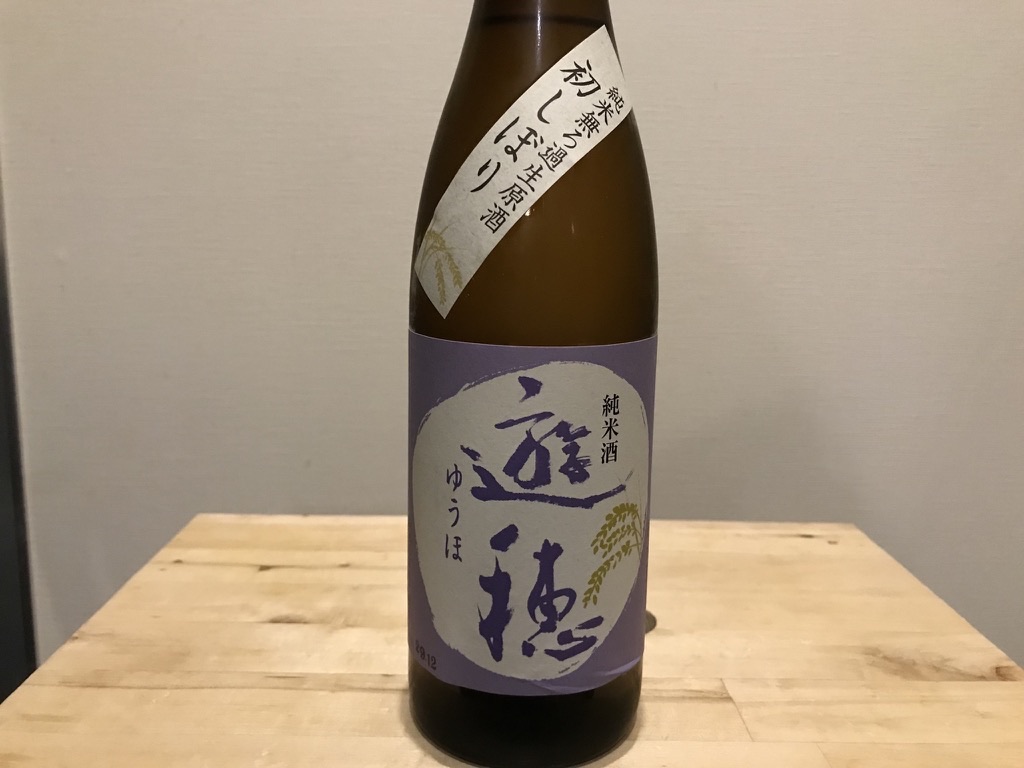 純米無ろ過生原酒
初しぼり
純米酒
遊穂
ゆうほ